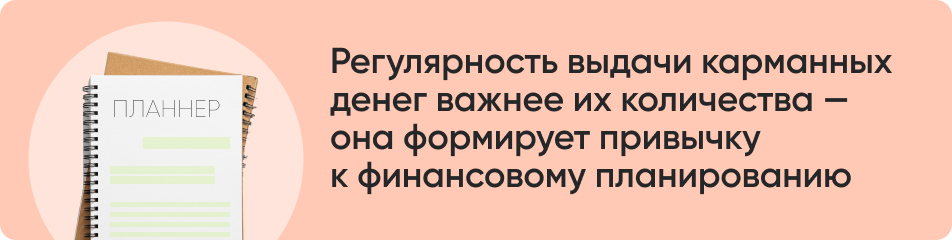 ПЛАННЕР
Регулярность выдачи карманных
денег важнее их количества —
она формирует привычку
к финансовому планированию